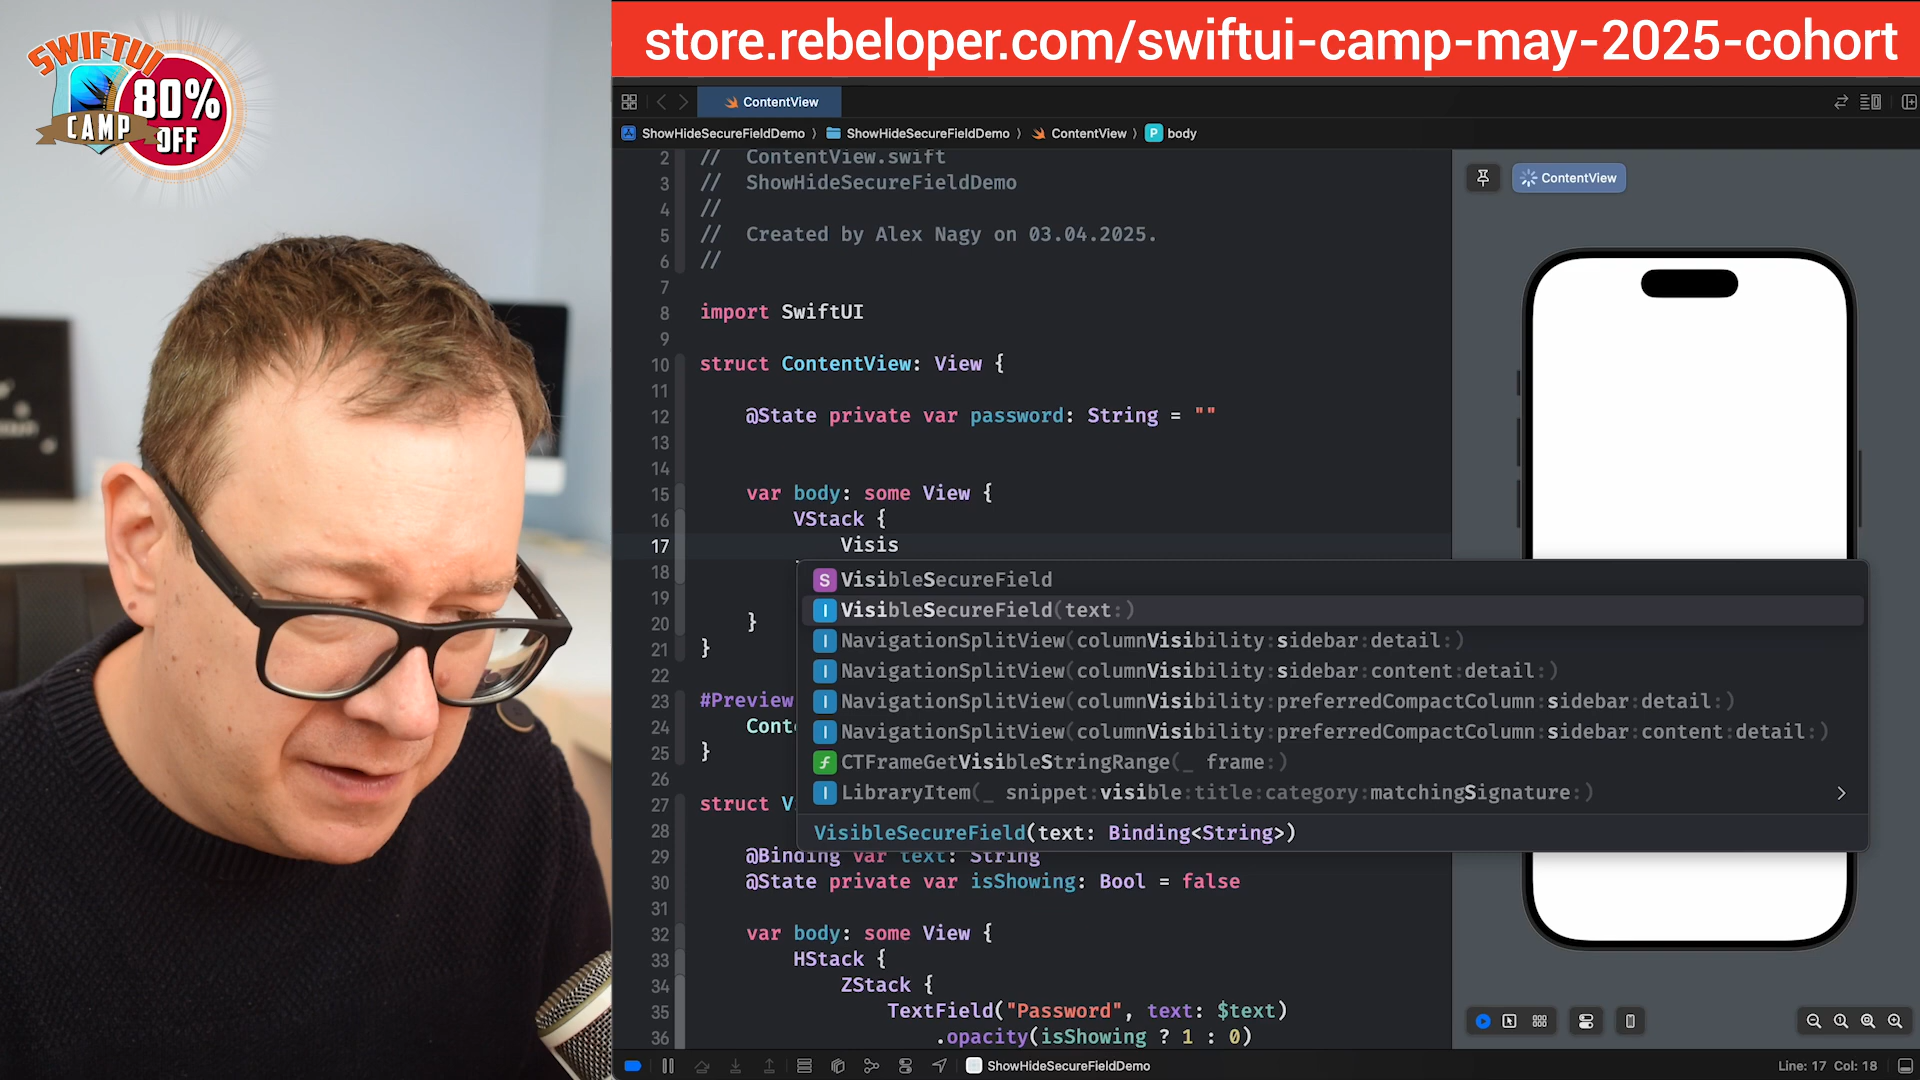 SWIFTUI
CAMP
80%
OFF
store.rebeloper.com/swiftui-camp-may-2025-cohort
ContentView
ShowHideSecureFieldDemo ⟩ ShowHideSecureFieldDemo ⟩ ContentView ⟩ P body
2 // ContentView.swift
3 // ShowHideSecureFieldDemo
4 //
5 // Created by Alex Nagy on 03.04.2025.
6 //
7
8 import SwiftUI
9
10 struct ContentView: View {
11
12 @State private var password: String = ""
13
14
15 var body: some View {
16 VStack {
17 Visis
18
19
20 }
21 }
22
23 #Preview
24 Conte
25 }
26
27 struct V
28
29 @Binding var text: String
30 @State private var isShowing: Bool = false
31
32 var body: some View {
33 HStack {
34 ZStack {
35 TextField("Password", text: $text)
36 .opacity(isShowing ? 1 : 0)
S VisibleSecureField
I VisibleSecureField(text:)
I NavigationSplitView(columnVisibility:sidebar:detail:)
I NavigationSplitView(columnVisibility:sidebar:content:detail:)
I NavigationSplitView(columnVisibility:preferredCompactColumn:sidebar:detail:)
I NavigationSplitView(columnVisibility:preferredCompactColumn:sidebar:content:detail:)
f CTFrameGetVisibleStringRange(_ frame:)
I LibraryItem(_ snippet:visible:title:category:matchingSignature:)
VisibleSecureField(text: Binding<String>)
ContentView
ShowHideSecureFieldDemo
Line: 17 Col: 18